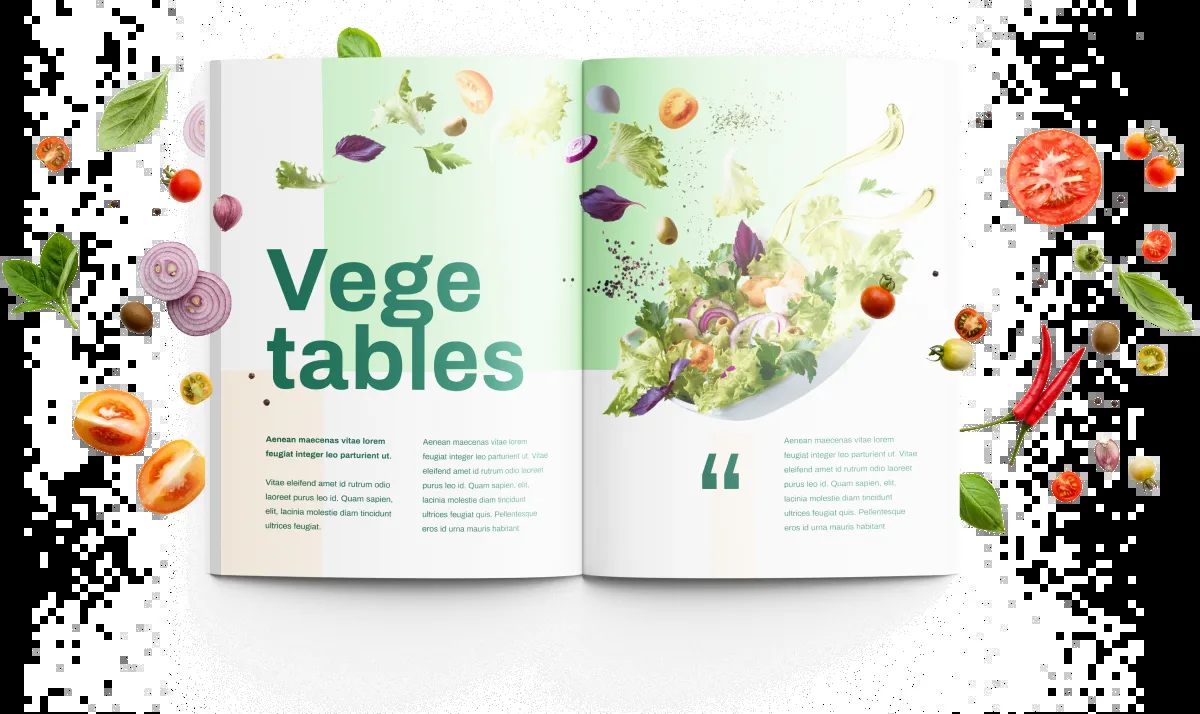 Vege
tables
Aenean maecenas vitae lorem
feugiat integer leo parturient ut.
Vitae eleifend amet id rutrum odio
laoreet purus leo id. Quam sapien,
elit, lacinia molestie diam tincidunt
ultrices feugiat.
Aenean maecenas vitae lorem
feugiat integer leo parturient ut. Vitae
eleifend amet id rutrum odio laoreet
purus leo id. Quam sapien, elit,
lacinia molestie diam tincidunt
ultrices feugiat quis. Pellentesque
eros id urna mauris habitant
“
Aenean maecenas vitae lorem
feugiat integer leo parturient ut. Vitae
eleifend amet id rutrum odio laoreet
purus leo id. Quam sapien, elit,
lacinia molestie diam tincidunt
ultrices feugiat quis. Pellentesque
eros id urna mauris habitant